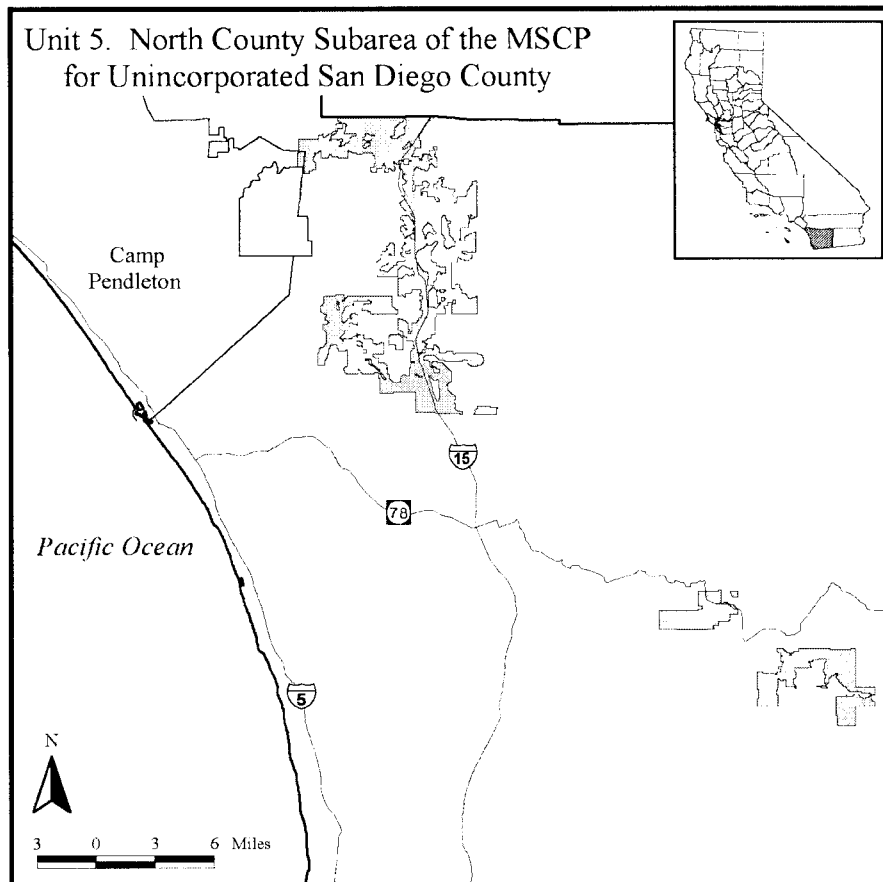 Unit 5. North County Subarea of the MSCP
for Unincorporated San Diego County
Camp
Pendleton
15
78
Pacific Ocean
5
N
3 0 3 6 Miles